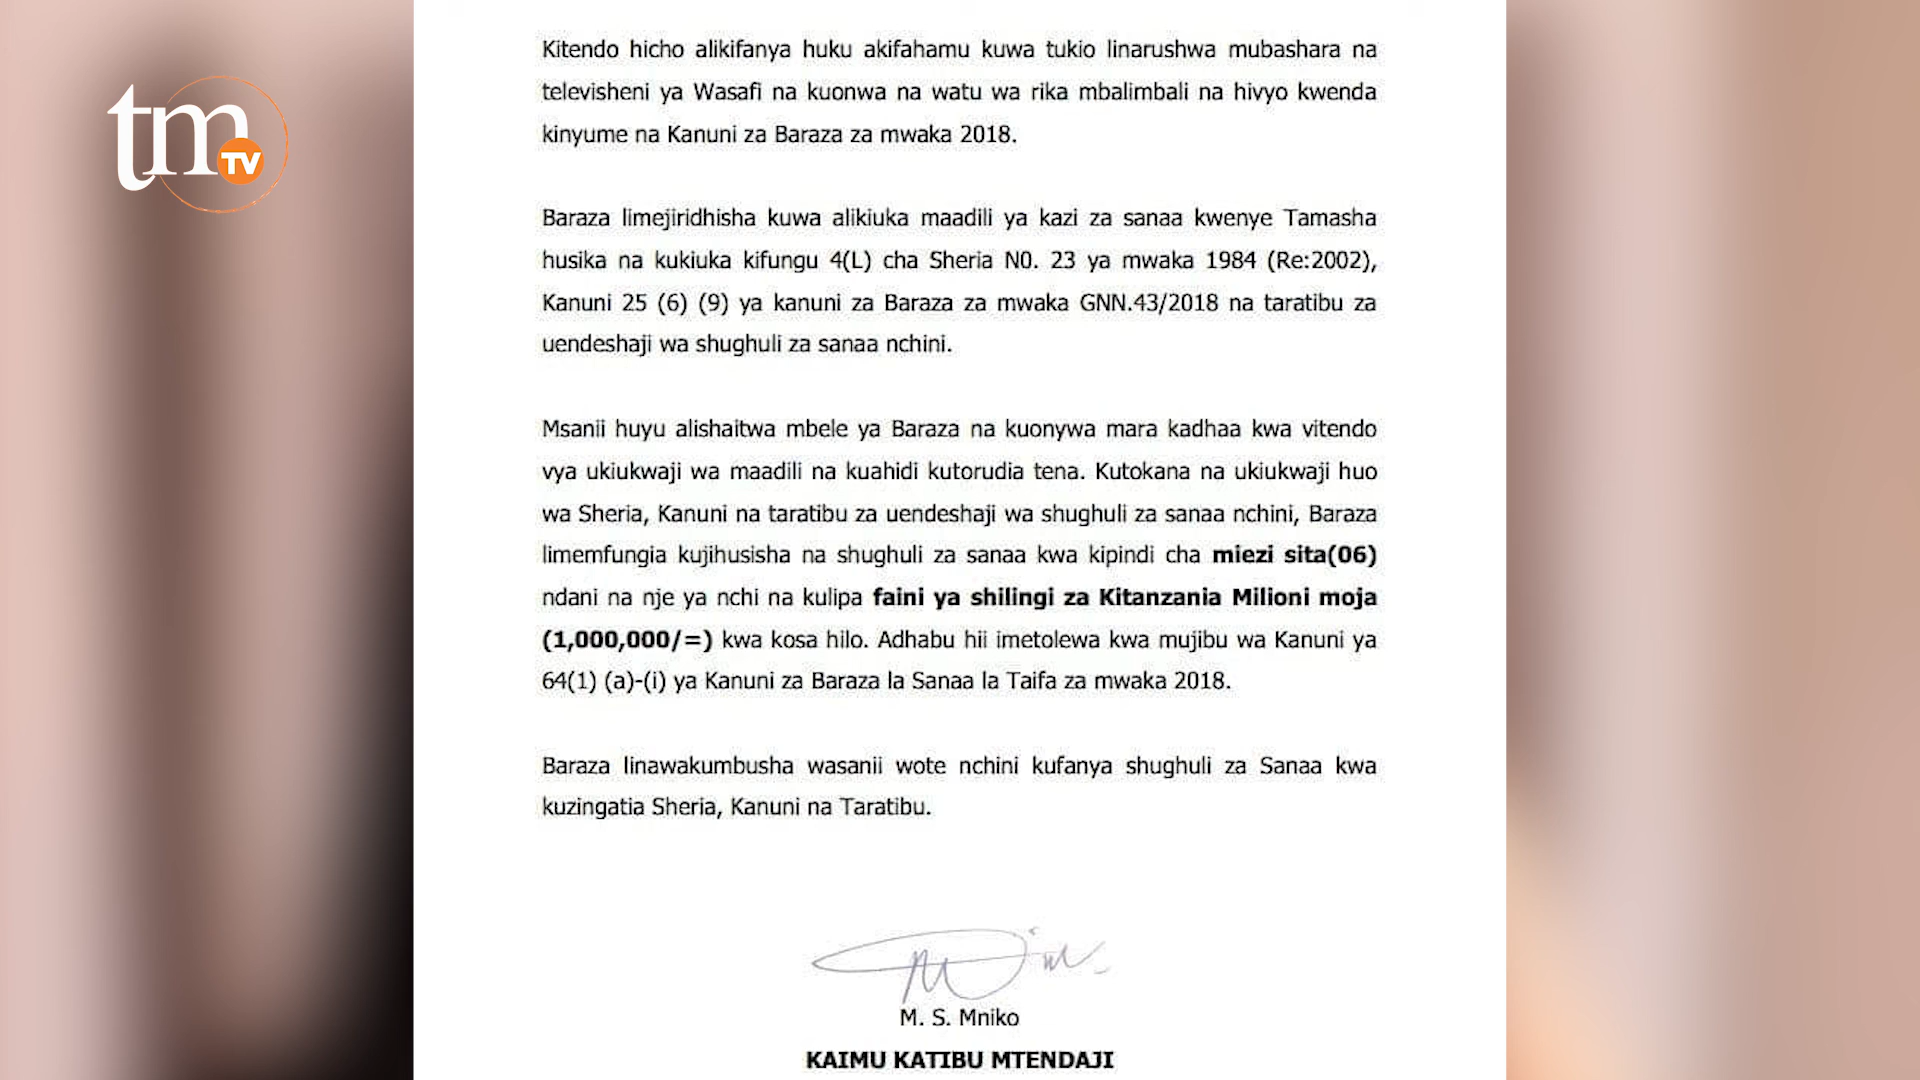 tm
TV
Kitendo hicho alikifanya huku akifahamu kuwa tukio linarushwa mubashara na
televisheni ya Wasafi na kuonwa na watu wa rika mbalimbali na hivyo kwenda
kinyume na Kanuni za Baraza za mwaka 2018.
Baraza limejiridhisha kuwa alikiuka maadili ya kazi za sanaa kwenye Tamasha
husika na kukiuka kifungu 4(L) cha Sheria N0. 23 ya mwaka 1984 (Re:2002),
Kanuni 25 (6) (9) ya kanuni za Baraza za mwaka GNN.43/2018 na taratibu za
uendeshaji wa shughuli za sanaa nchini.
Msanii huyu alishaitwa mbele ya Baraza na kuonywa mara kadhaa kwa vitendo
vya ukiukwaji wa maadili na kuahidi kutorudia tena. Kutokana na ukiukwaji huo
wa Sheria, Kanuni na taratibu za uendeshaji wa shughuli za sanaa nchini, Baraza
limemfungia kujihusisha na shughuli za sanaa kwa kipindi cha miezi sita(06)
ndani na nje ya nchi na kulipa faini ya shilingi za Kitanzania Milioni moja
(1,000,000/=) kwa kosa hilo. Adhabu hii imetolewa kwa mujibu wa Kanuni ya
64(1) (a)-(i) ya Kanuni za Baraza la Sanaa la Taifa za mwaka 2018.
Baraza linawakumbusha wasanii wote nchini kufanya shughuli za Sanaa kwa
kuzingatia Sheria, Kanuni na Taratibu.
M. S. Mniko
KAIMU KATIBU MTENDAJI